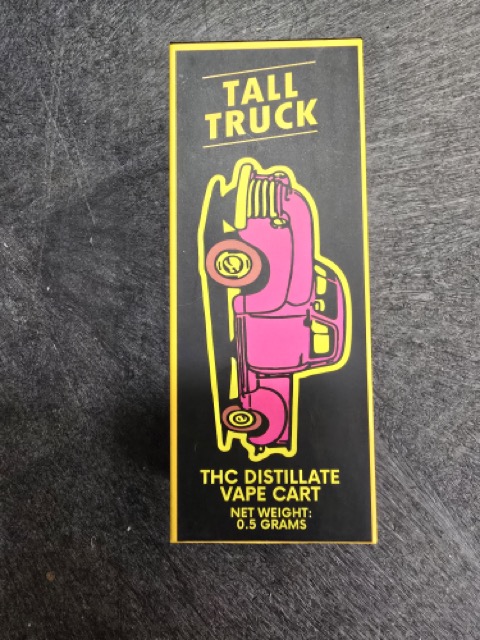 TALL
TRUCK
THC DISTILLATE
VAPE CART
NET WEIGHT:
0.5 GRAMS